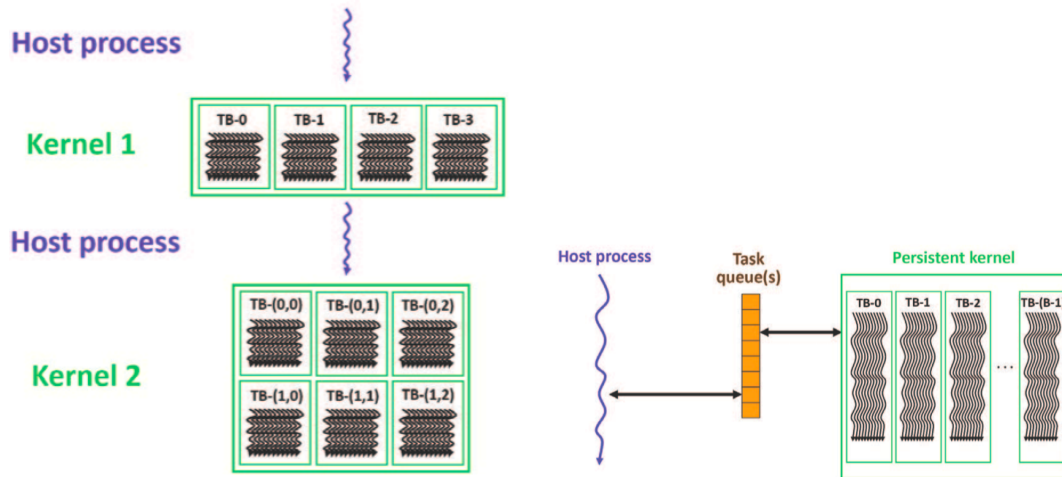 Host process
TB-0 TB-1 TB-2 TB-3
Kernel 1
Host process
TB-(0,0) TB-(0,1) TB-(0,2)
Kernel 2
TB-(1,0) TB-(1,1) TB-(1,2)
Host process
Task
queue(s)
Persistent kernel
TB-0 TB-1 TB-2 ... TB-(B-1